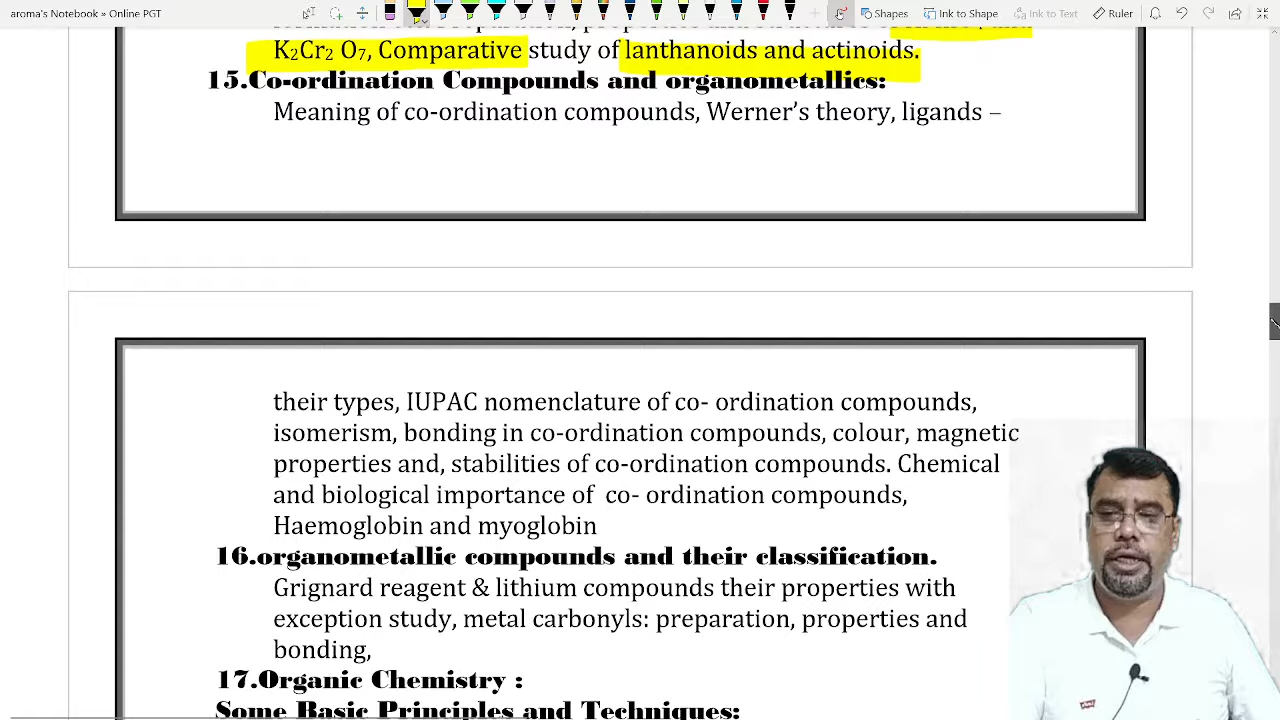 aroma's Notebook » Online PGT
Shapes
Ink to Shape
Ink to Text
Ruler
K₂Cr₂ O₇, Comparative study of lanthanoids and actinoids.
15.Co-ordination Compounds and organometallics:
Meaning of co-ordination compounds, Werner’s theory, ligands –
their types, IUPAC nomenclature of co- ordination compounds,
isomerism, bonding in co-ordination compounds, colour, magnetic
properties and, stabilities of co-ordination compounds. Chemical
and biological importance of  co- ordination compounds,
Haemoglobin and myoglobin
16.organometallic compounds and their classification.
Grignard reagent & lithium compounds their properties with
exception study, metal carbonyls: preparation, properties and
bonding,
17.Organic Chemistry :
Some Basic Principles and Techniques: